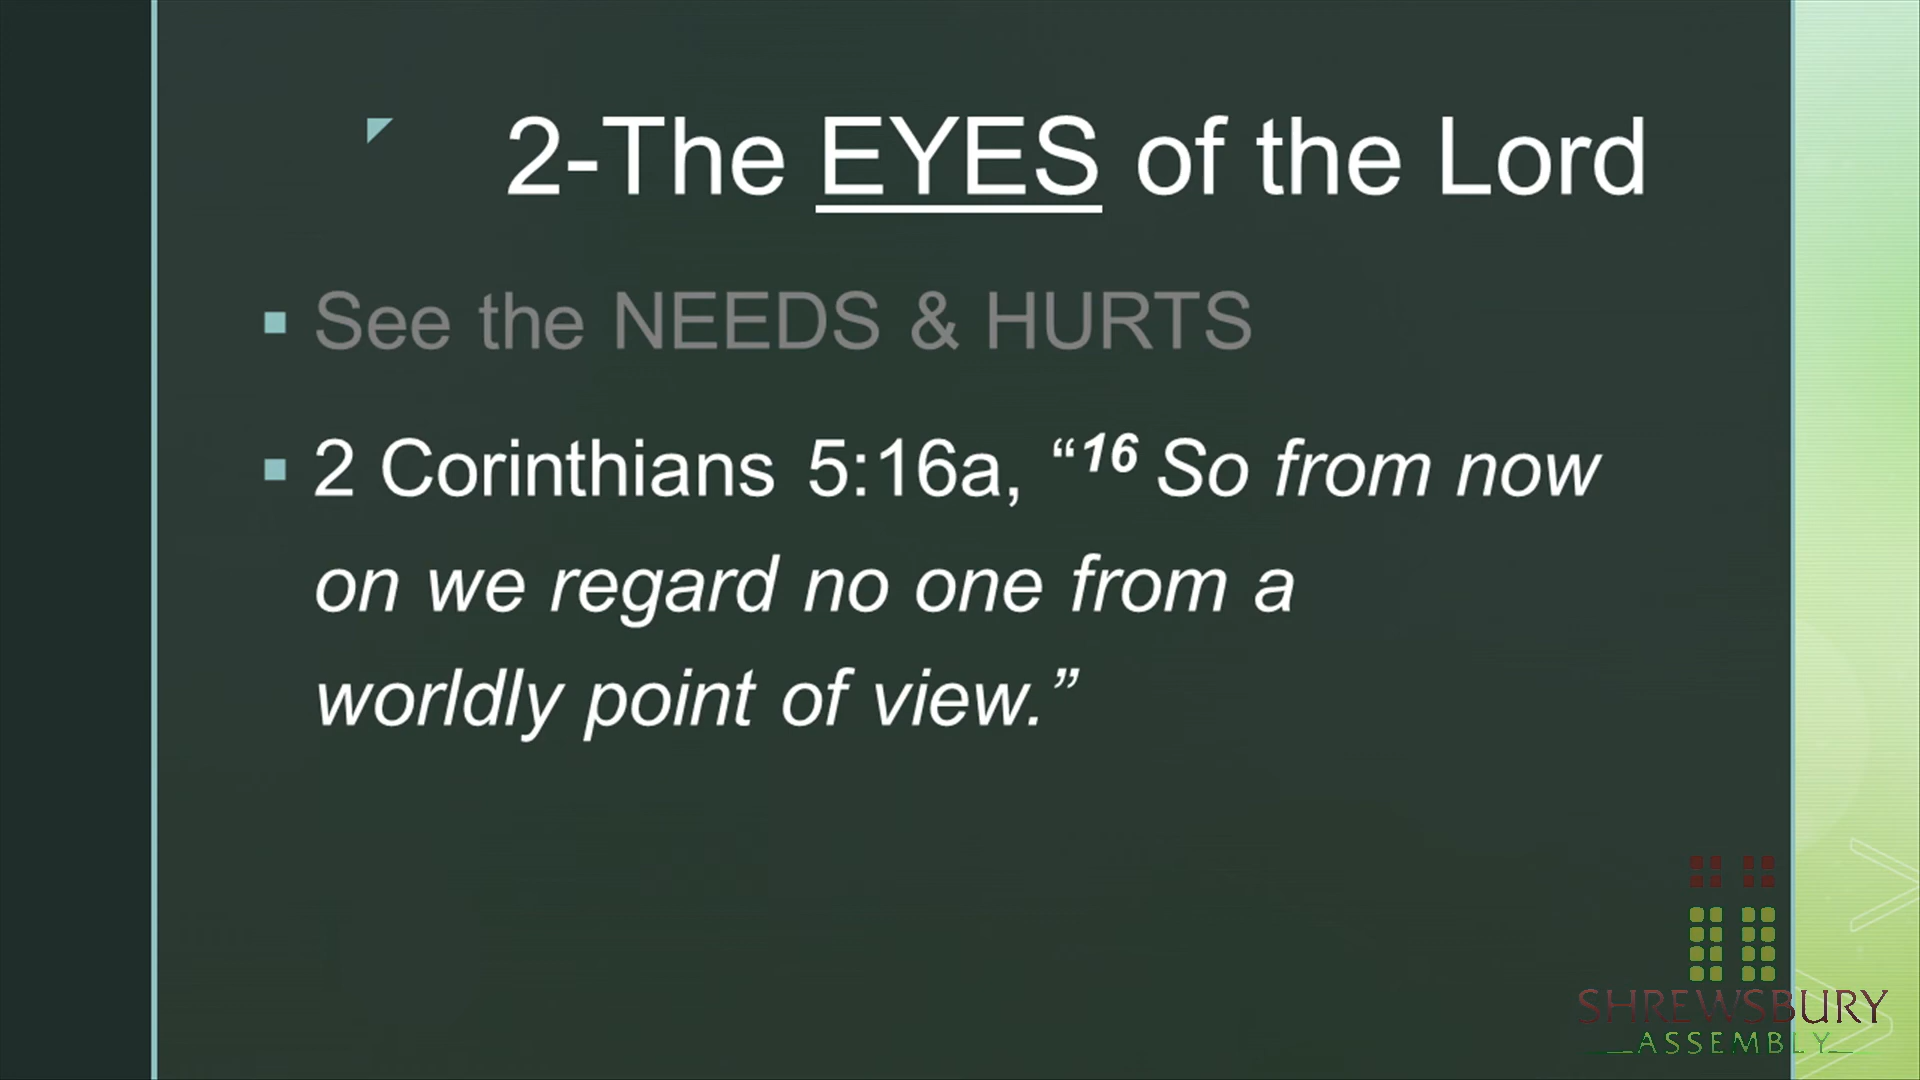 2-The EYES of the Lord
See the NEEDS & HURTS
2 Corinthians 5:16a, “16 So from now
on we regard no one from a
worldly point of view.”
SHREWSBURY
ASSEMBLY